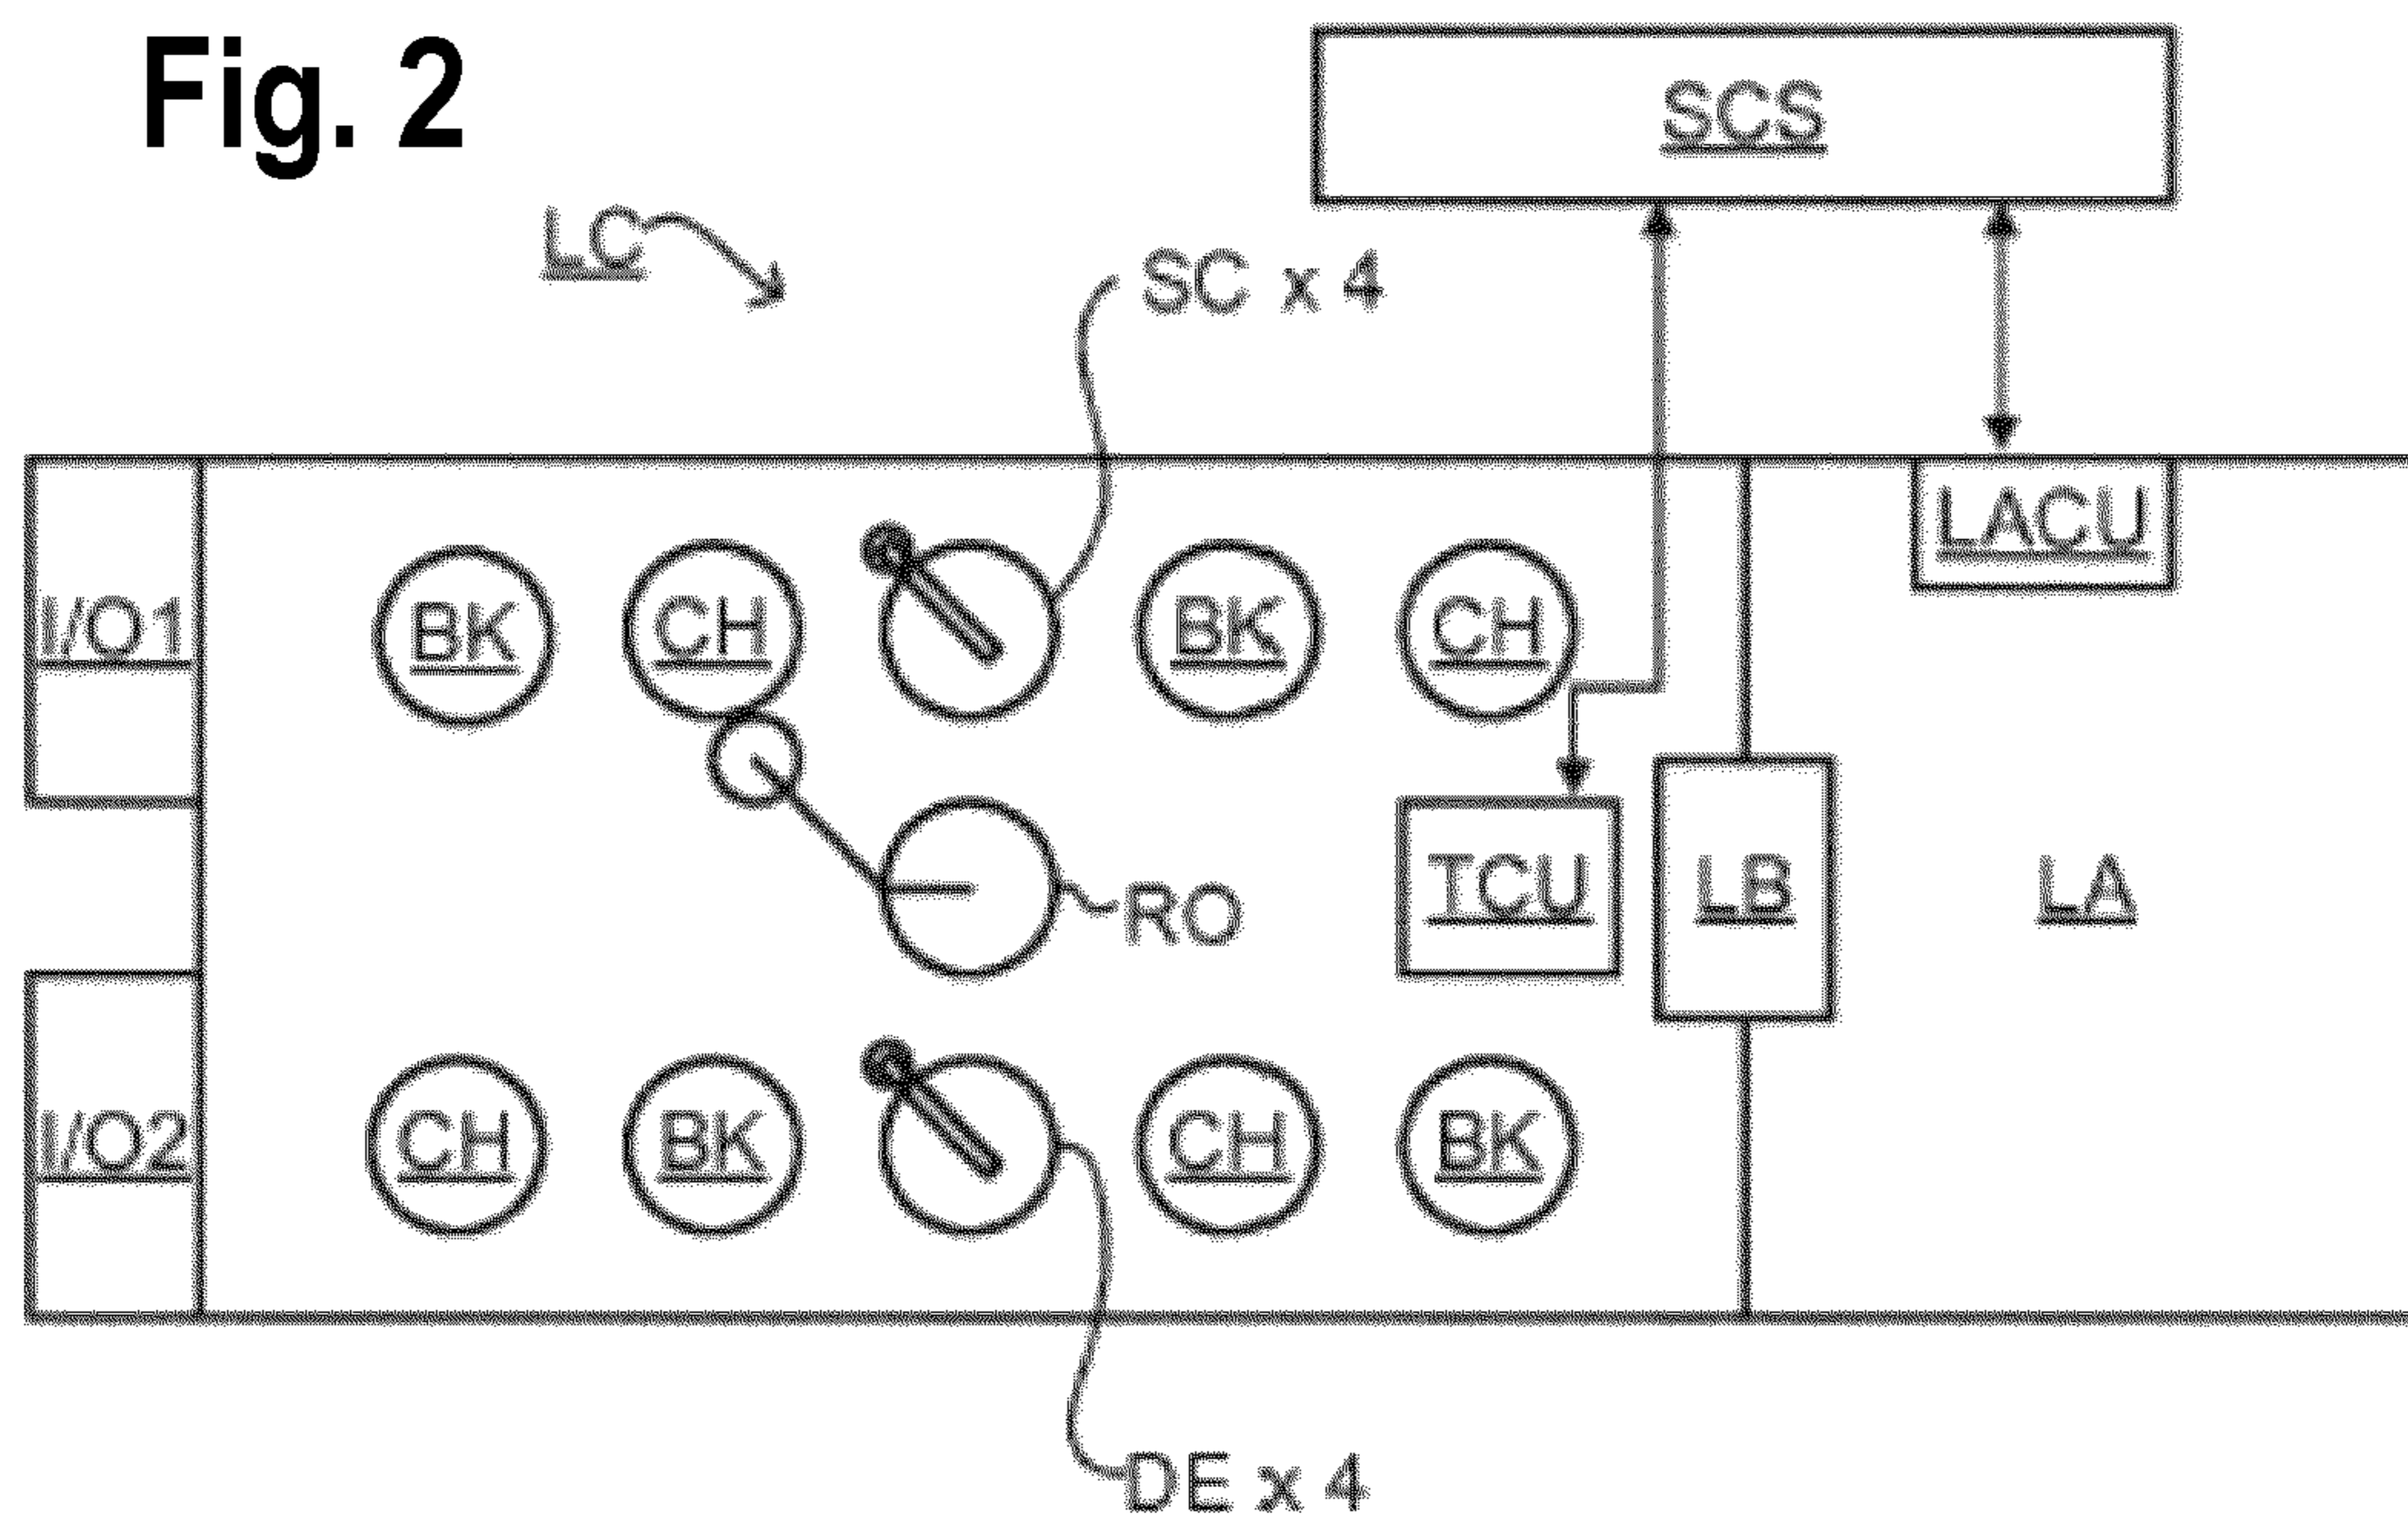 Fig. 2
SCS
LC
SC x 4
LACU
I/O1
BK
CH
BK
CH
TCU
LB
LA
RO
I/O2
CH
BK
CH
BK
DE x 4